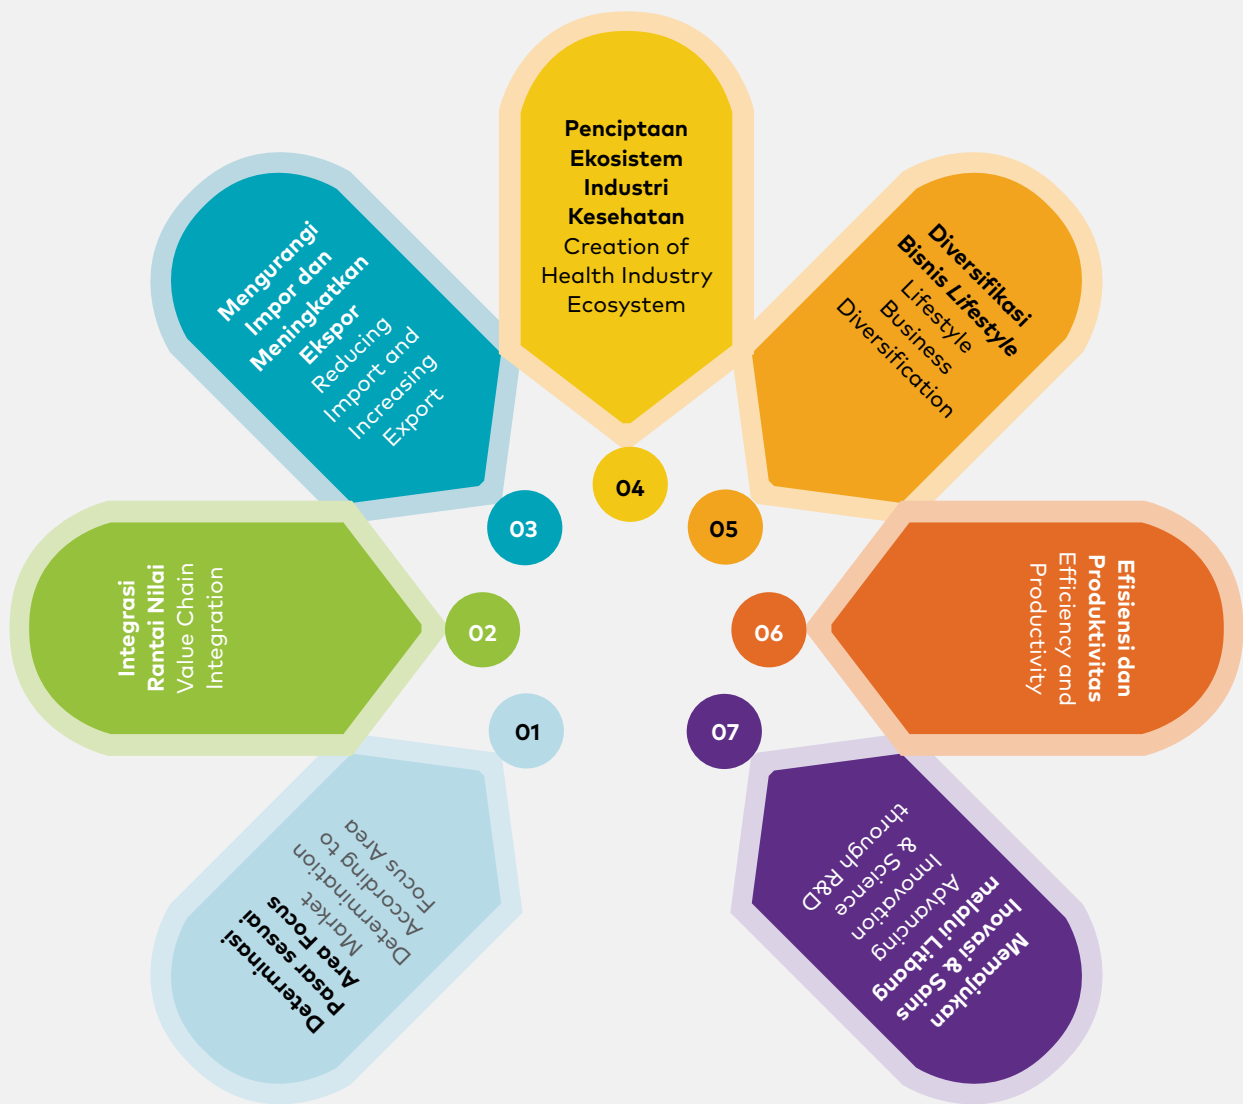 01
Determinasi
Pasar sesuai
Area Focus
Market
Determination
According to
Focus Area
02
Integrasi
Rantai Nilai
Value Chain
Integration
03
Mengurangi
Impor dan
Meningkatkan
Ekspor
Reducing
Import and
Increasing
Export
04
Penciptaan
Ekosistem
Industri
Kesehatan
Creation of
Health Industry
Ecosystem
05
Diversifikasi
Bisnis Lifestyle
Lifestyle
Business
Diversification
06
Efisiensi dan
Produktivitas
Efficiency and
Productivity
07
Memajukan
Inovasi & Sains
melalui Litbang
Advancing
Innovation
& Science
through R&D